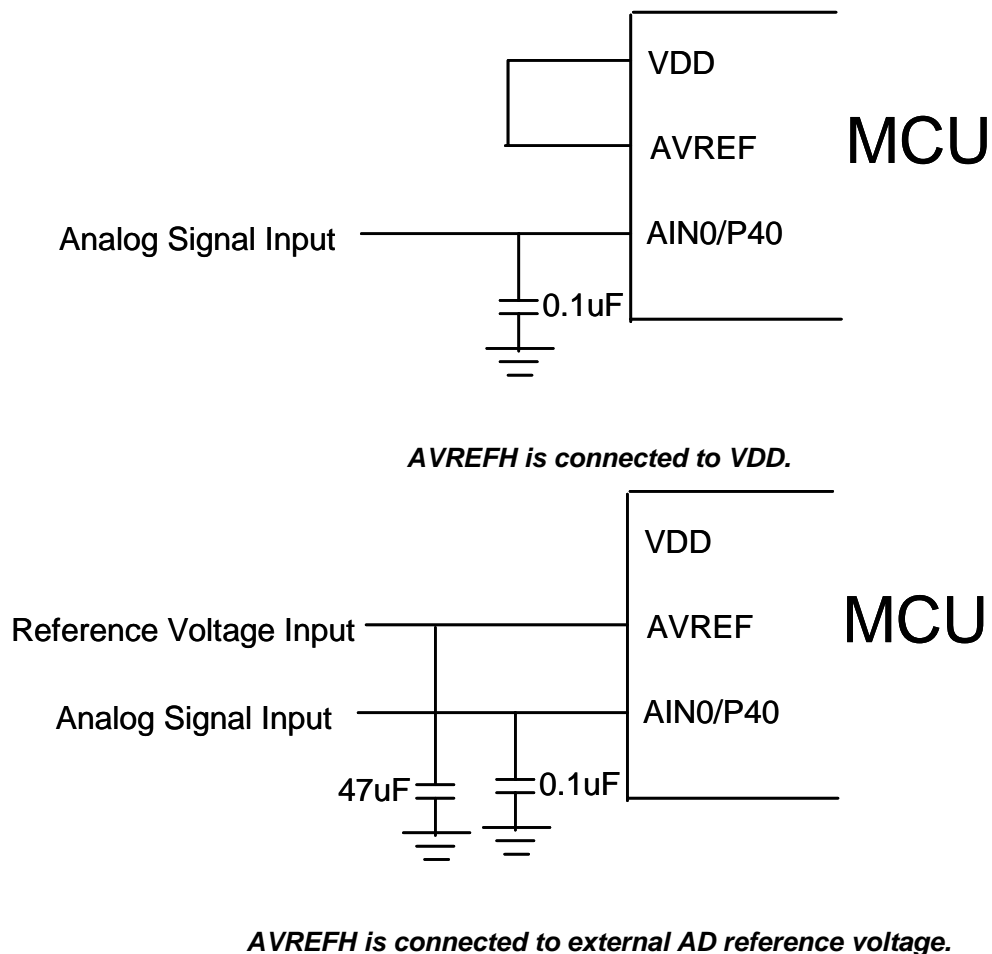 VDD
AVREF
MCU
Analog Signal Input
AIN0/P40
0.1uF
AVREFH is connected to VDD.
VDD
Reference Voltage Input
AVREF
MCU
Analog Signal Input
AIN0/P40
47uF
0.1uF
AVREFH is connected to external AD reference voltage.